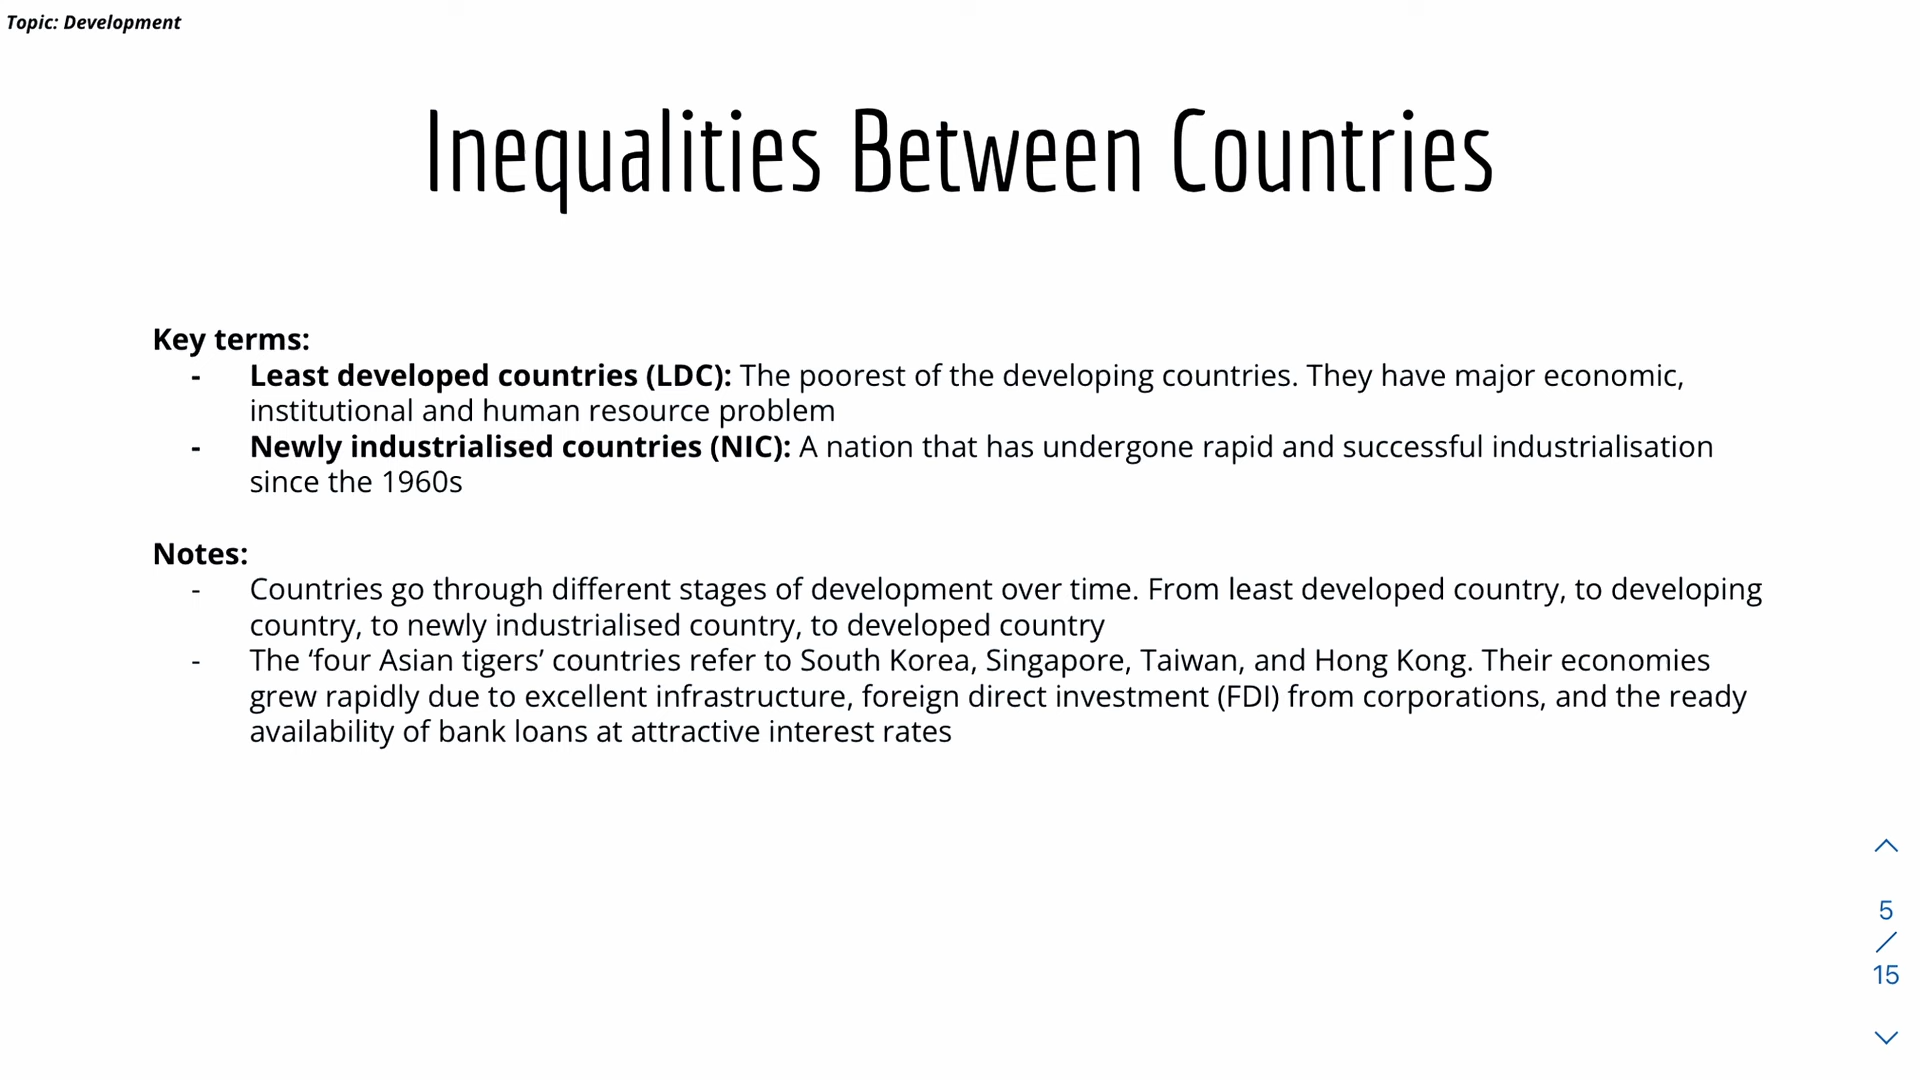 Topic: Development
Inequalities Between Countries
Key terms:
- Least developed countries (LDC): The poorest of the developing countries. They have major economic,
institutional and human resource problem
- Newly industrialised countries (NIC): A nation that has undergone rapid and successful industrialisation
since the 1960s
Notes:
- Countries go through different stages of development over time. From least developed country, to developing
country, to newly industrialised country, to developed country
- The ‘four Asian tigers’ countries refer to South Korea, Singapore, Taiwan, and Hong Kong. Their economies
grew rapidly due to excellent infrastructure, foreign direct investment (FDI) from corporations, and the ready
availability of bank loans at attractive interest rates
5
/
15